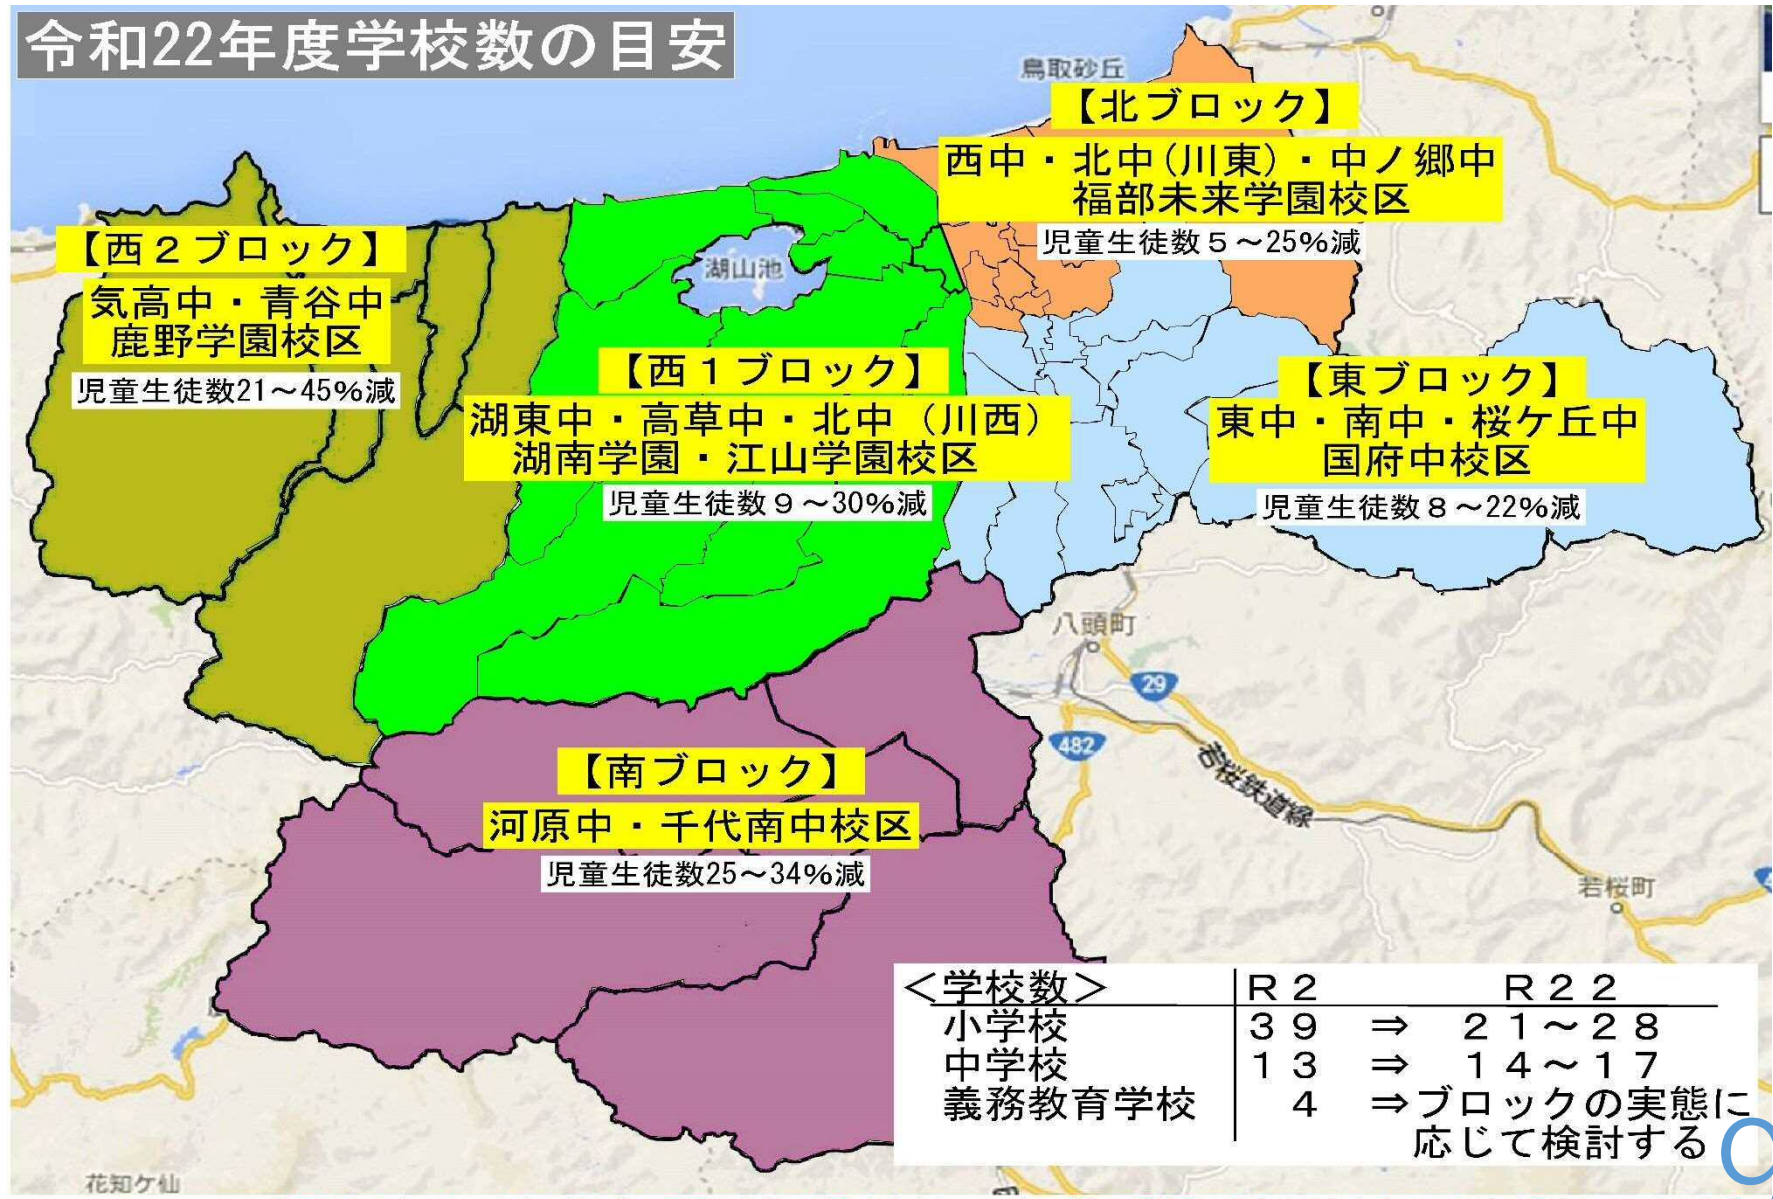 令和22年度学校数の目安
鳥取砂丘
【北ブロック】
西中・北中(川東)・中ノ郷中
福部未来学園校区
児童生徒数５～25%減
【西２ブロック】
気高中・青谷中
鹿野学園校区
児童生徒数21～45%減
湖山池
【西１ブロック】
湖東中・高草中・北中（川西）
湖南学園・江山学園校区
児童生徒数９～30%減
【東ブロック】
東中・南中・桜ケ丘中
国府中校区
児童生徒数８～22%減
八頭町
29
482
若桜鉄道線
【南ブロック】
河原中・千代南中校区
児童生徒数25～34%減
若桜町
＜学校数＞ Ｒ２ Ｒ２２
小学校 ３９ ⇒ ２１～２８
中学校 １３ ⇒ １４～１７
義務教育学校 ４ ⇒ブロックの実態に
応じて検討する
花知ケ仙